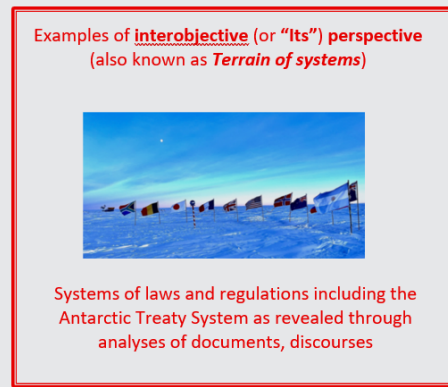 Examples of interobjective (or “Its”) perspective
(also known as Terrain of systems)
Systems of laws and regulations including the
Antarctic Treaty System as revealed through
analyses of documents, discourses